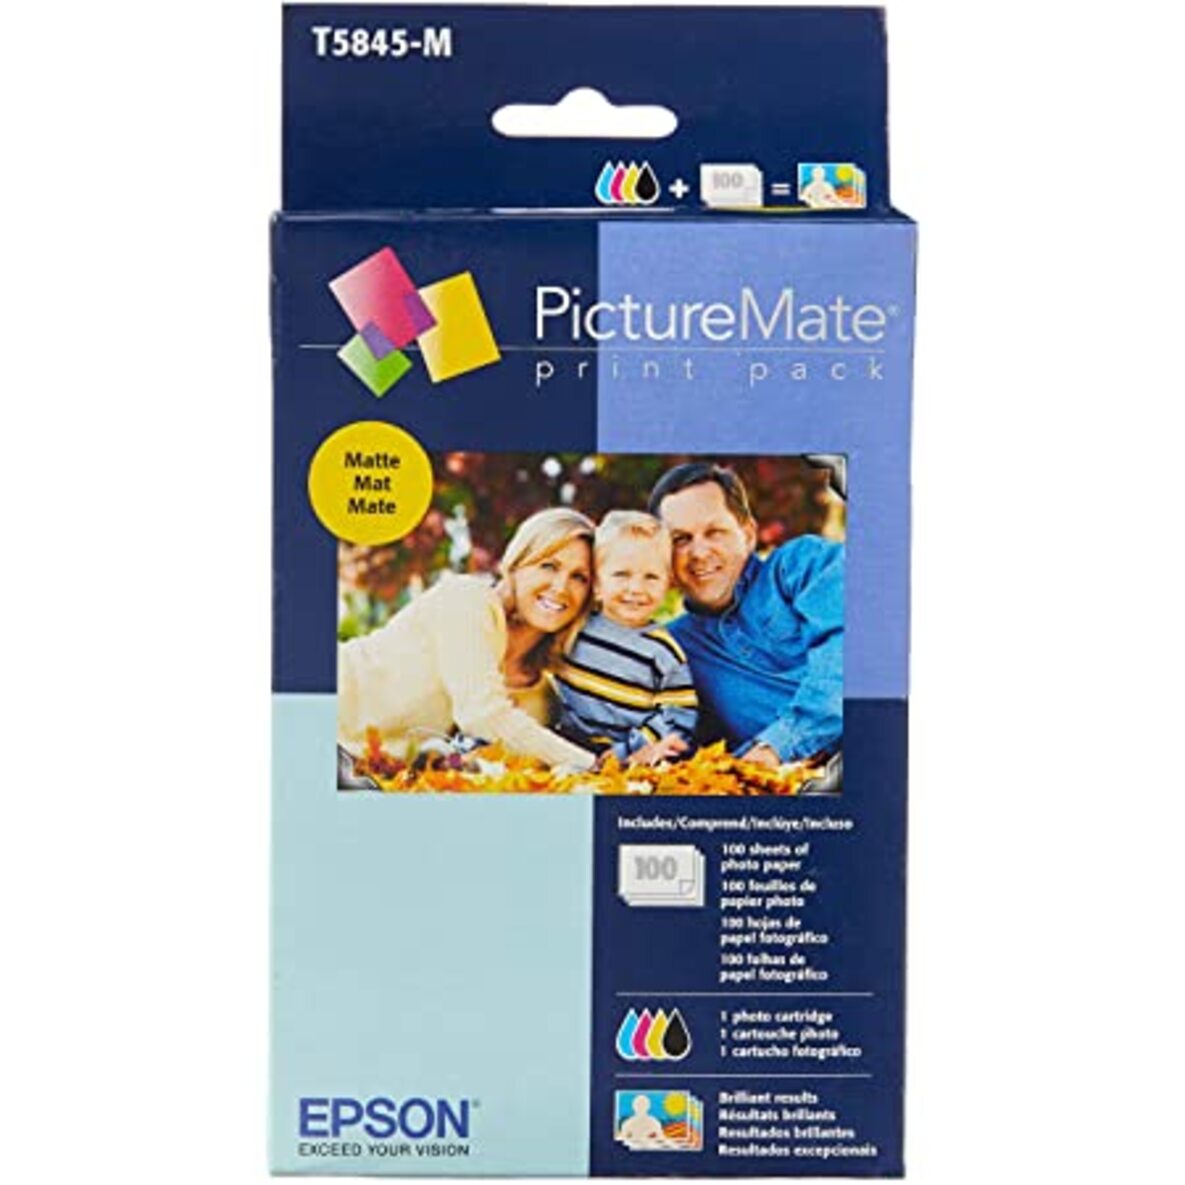 T5845-M
+ 100 =
PictureMate®
print pack
Matte
Mat
Mate
Includes/Comprend/Inclúye/Incluso
100
100 sheets of
photo paper
100 feuilles de
papier photo
100 hojas de
papel fotográfico
100 folhas de
papel fotográfico
1 photo cartridge
1 cartouche photo
1 cartucho fotográfico
Brilliant results
Résultats brillants
Resultados brillantes
Resultados excepcionais
EPSON®
EXCEED YOUR VISION